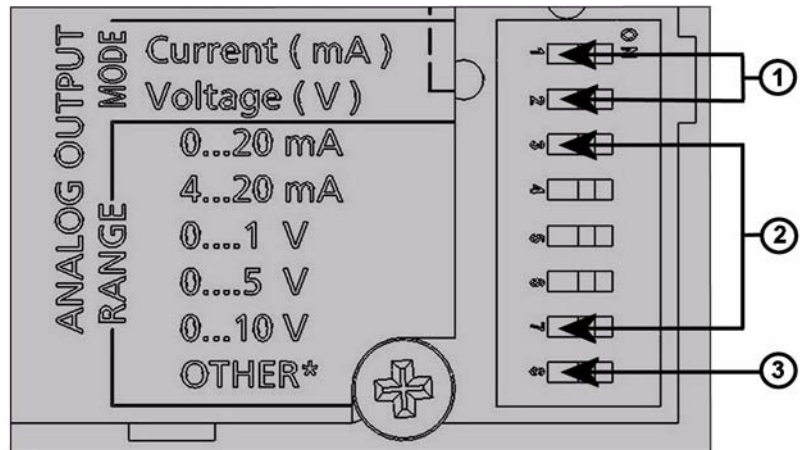 ANALOG OUTPUT
MODE
Current ( mA )
Voltage ( V )
RANGE
0...20 mA
4...20 mA
0....1 V
0....5 V
0...10 V
OTHER*
ON
1
2
3
4
5
6
7
8
1
2
3